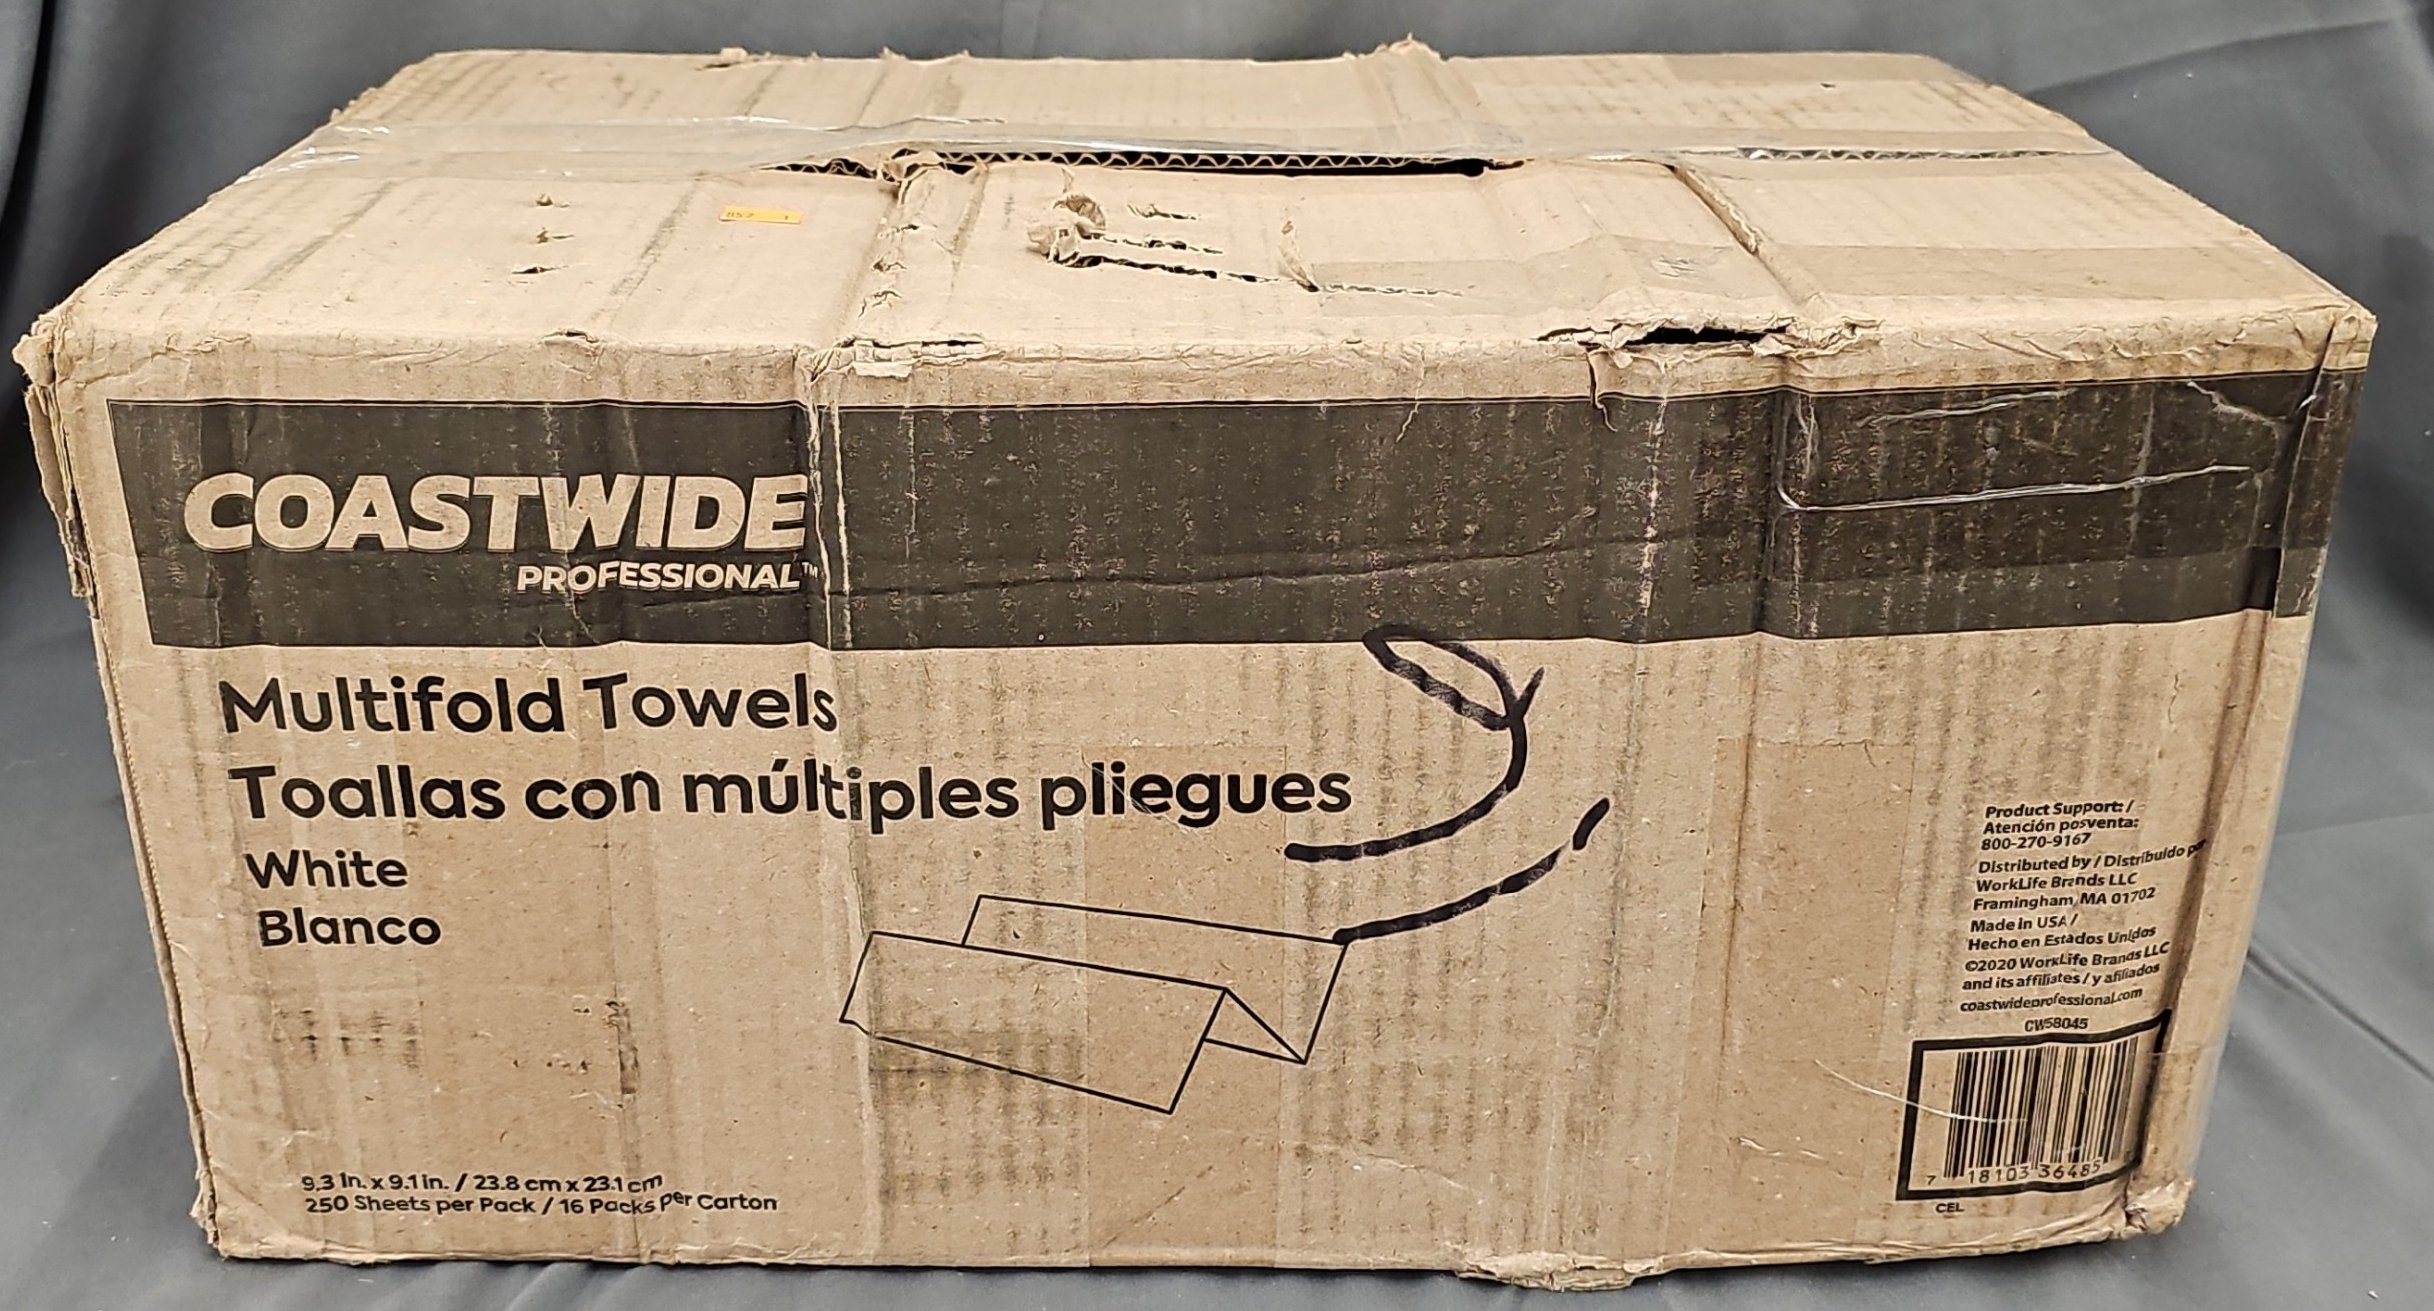 857 1
COASTWIDE
PROFESSIONAL™
Multifold Towels
Toallas con múltiples pliegues
White
Blanco
9.3 In. x 9.1 in. / 23.8 cm x 23.1 cm
250 Sheets per Pack / 16 Packs per Carton
Product Support: /
Atención posventa:
800-270-9167
Distributed by / Distribuido por
WorkLife Brands LLC
Framingham, MA 01702
Made in USA /
Hecho en Estados Unidos
©2020 WorkLife Brands LLC
and its affiliates / y afiliados
coastwideprofessional.com
CW58045
7 18103 36485
CEL